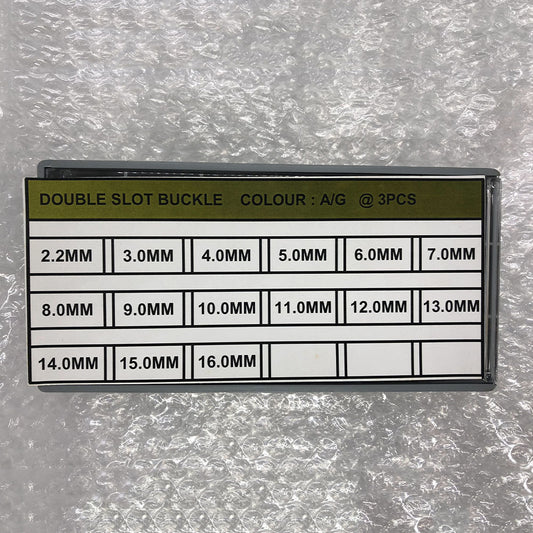 DOUBLE SLOT BUCKLE COLOUR : A/G @ 3PCS
2.2MM 3.0MM 4.0MM 5.0MM 6.0MM 7.0MM
8.0MM 9.0MM 10.0MM 11.0MM 12.0MM 13.0MM
14.0MM 15.0MM 16.0MM